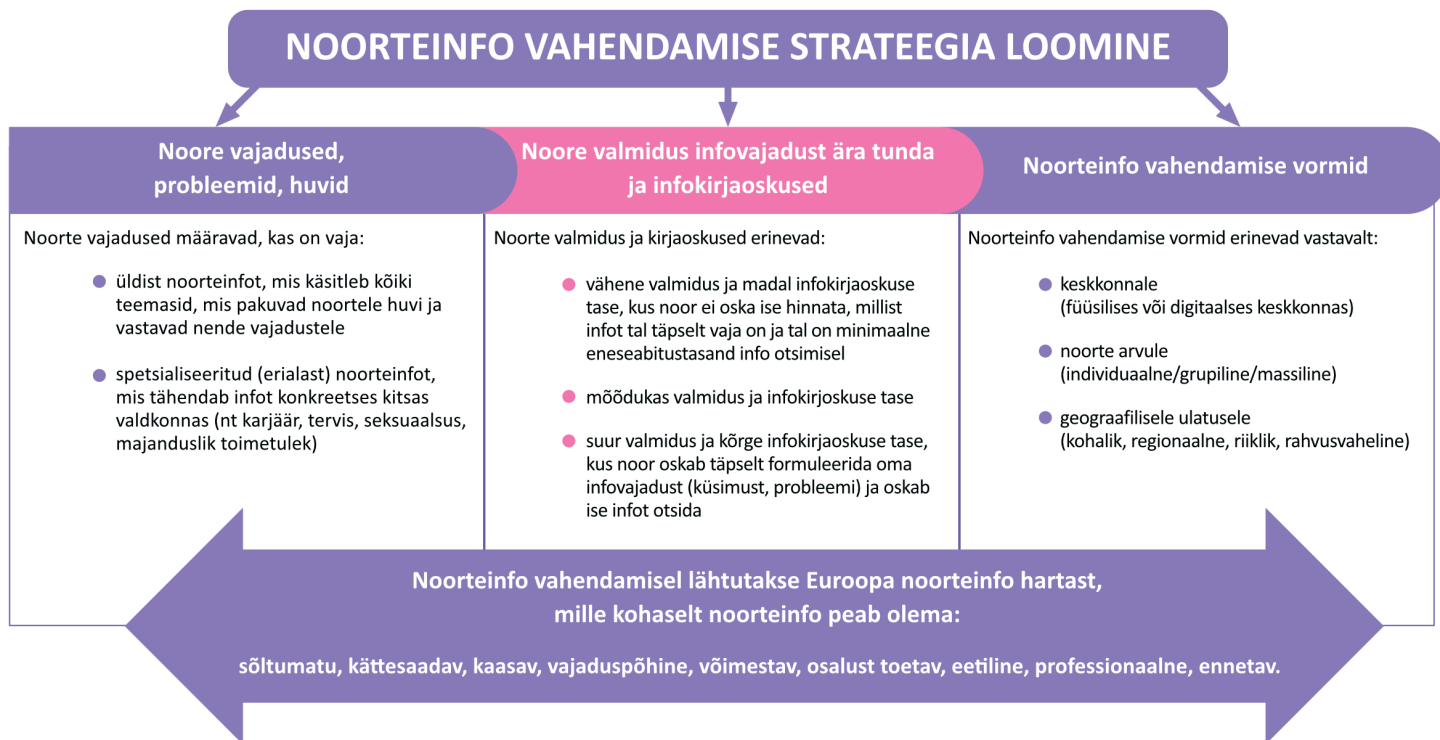 NOORTEINFO VAHENDAMISE STRATEEGIA LOOMINE
Noore vajadused,
probleemid, huvid
Noorte vajadused määravad, kas on vaja:
üldist noorteinfot, mis käsitleb kõiki
teemasid, mis pakuvad noortele huvi ja
vastavad nende vajadustele
spetsialiseeritud (erialast) noorteinfot,
mis tähendab infot konkreetses kitsas
valdkonnas (nt karjäär, tervis, seksuaalsus,
majanduslik toimetulek)
Noore valmidus infovajadust ära tunda
ja infokirjaoskused
Noorte valmidus ja kirjaoskused erinevad:
vähene valmidus ja madal infokirjaoskuse
tase, kus noor ei oska ise hinnata, millist
infot tal täpselt vaja on ja tal on minimaalne
eneseabitustasand info otsimisel
mõõdukas valmidus ja infokirjoskuse tase
suur valmidus ja kõrge infokirjaoskuse tase,
kus noor oskab täpselt formuleerida oma
infovajadust (küsimust, probleemi) ja oskab
ise infot otsida
Noorteinfo vahendamise vormid
Noorteinfo vahendamise vormid erinevad vastavalt:
keskkonnale
(füüsilises või digitaalses keskkonnas)
noorte arvule
(individuaalne/grupiline/massiline)
geograafilisele ulatusele
(kohalik, regionaalne, riiklik, rahvusvaheline)
Noorteinfo vahendamisel lähtutakse Euroopa noorteinfo hartast,
mille kohaselt noorteinfo peab olema:
sõltumatu, kättesaadav, kaasav, vajaduspõhine, võimestav, osalust toetav, eetiline, professionaalne, ennetav.